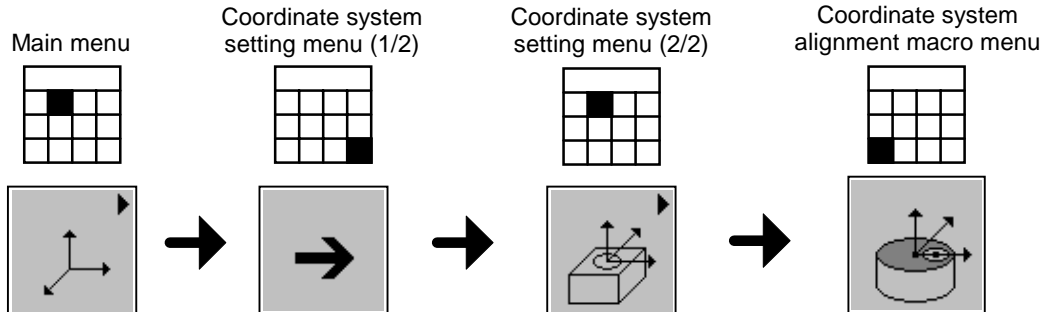 Main menu
Coordinate system
setting menu (1/2)
Coordinate system
setting menu (2/2)
Coordinate system
alignment macro menu